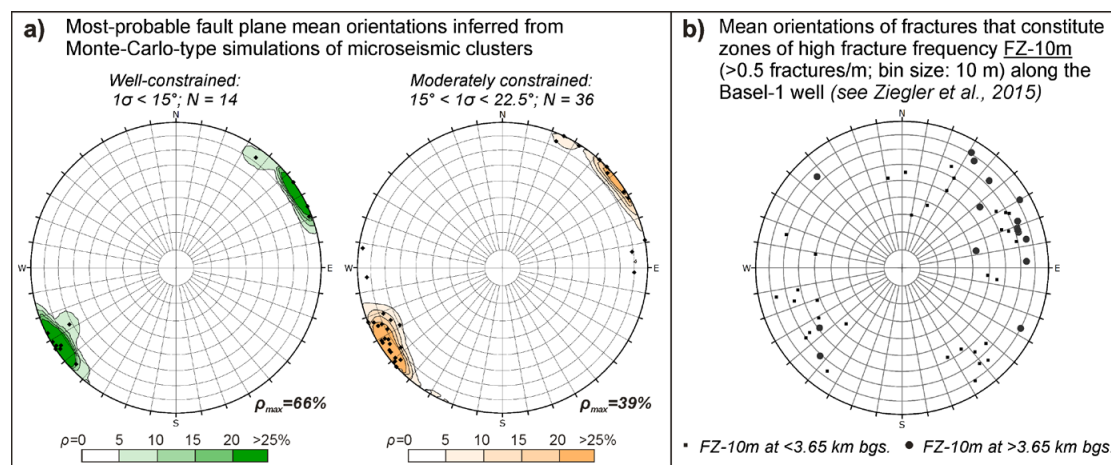 a) Most-probable fault plane mean orientations inferred from
Monte-Carlo-type simulations of microseismic clusters
Well-constrained:
1σ < 15°; N = 14
N
W
E
S
ρmax=66%
ρ=0 5 10 15 20 >25%
Moderately constrained:
15° < 1σ < 22.5°; N = 36
N
W
E
S
ρmax=39%
ρ=0 5 10 15 20 >25%
b) Mean orientations of fractures that constitute
zones of high fracture frequency FZ-10m
(>0.5 fractures/m; bin size: 10 m) along the
Basel-1 well (see Ziegler et al., 2015)
N
W
E
S
FZ-10m at <3.65 km bgs. FZ-10m at >3.65 km bgs.